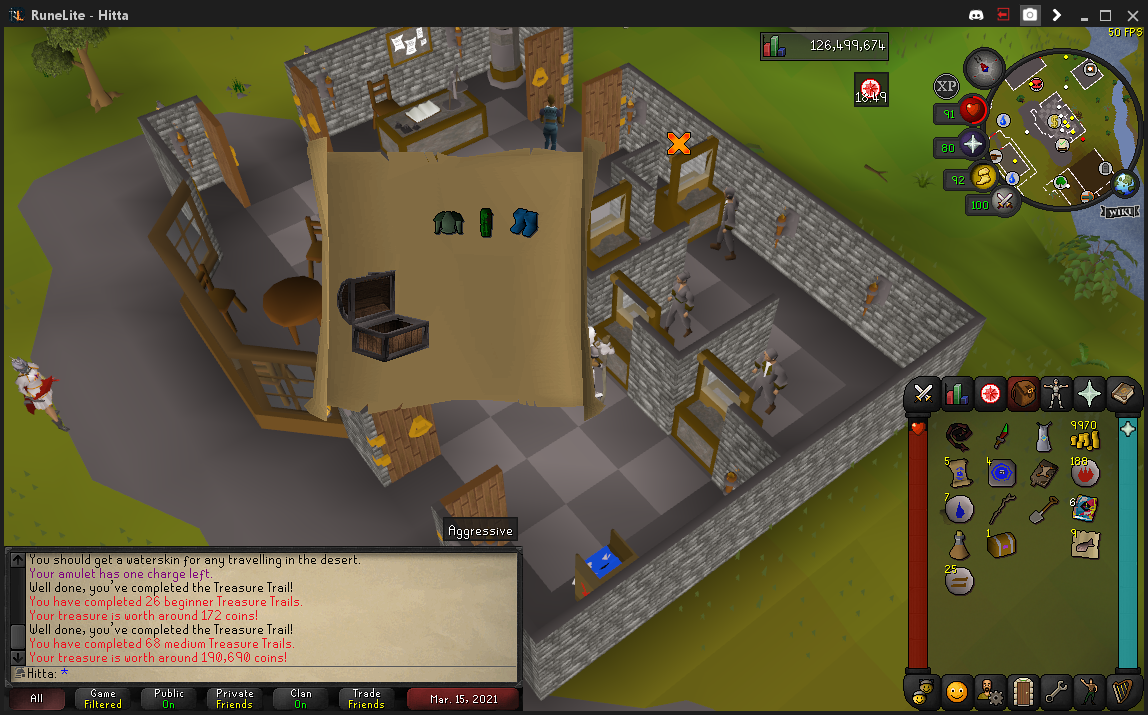 RuneLite - Hitta
50 FPS
126,499,674
18:49
XP
91
80
92
100
WIKI
9970
5
4
188
7
6
1
9
25
Aggressive
You should get a waterskin for any travelling in the desert.
Your amulet has one charge left.
Well done, you've completed the Treasure Trail!
You have completed 26 beginner Treasure Trails.
Your treasure is worth around 172 coins!
Well done, you've completed the Treasure Trail!
You have completed 68 medium Treasure Trails.
Your treasure is worth around 190,690 coins!
Hitta: *
All
Game
Filtered
Public
On
Private
Friends
Clan
On
Trade
Friends
Mar. 15, 2021